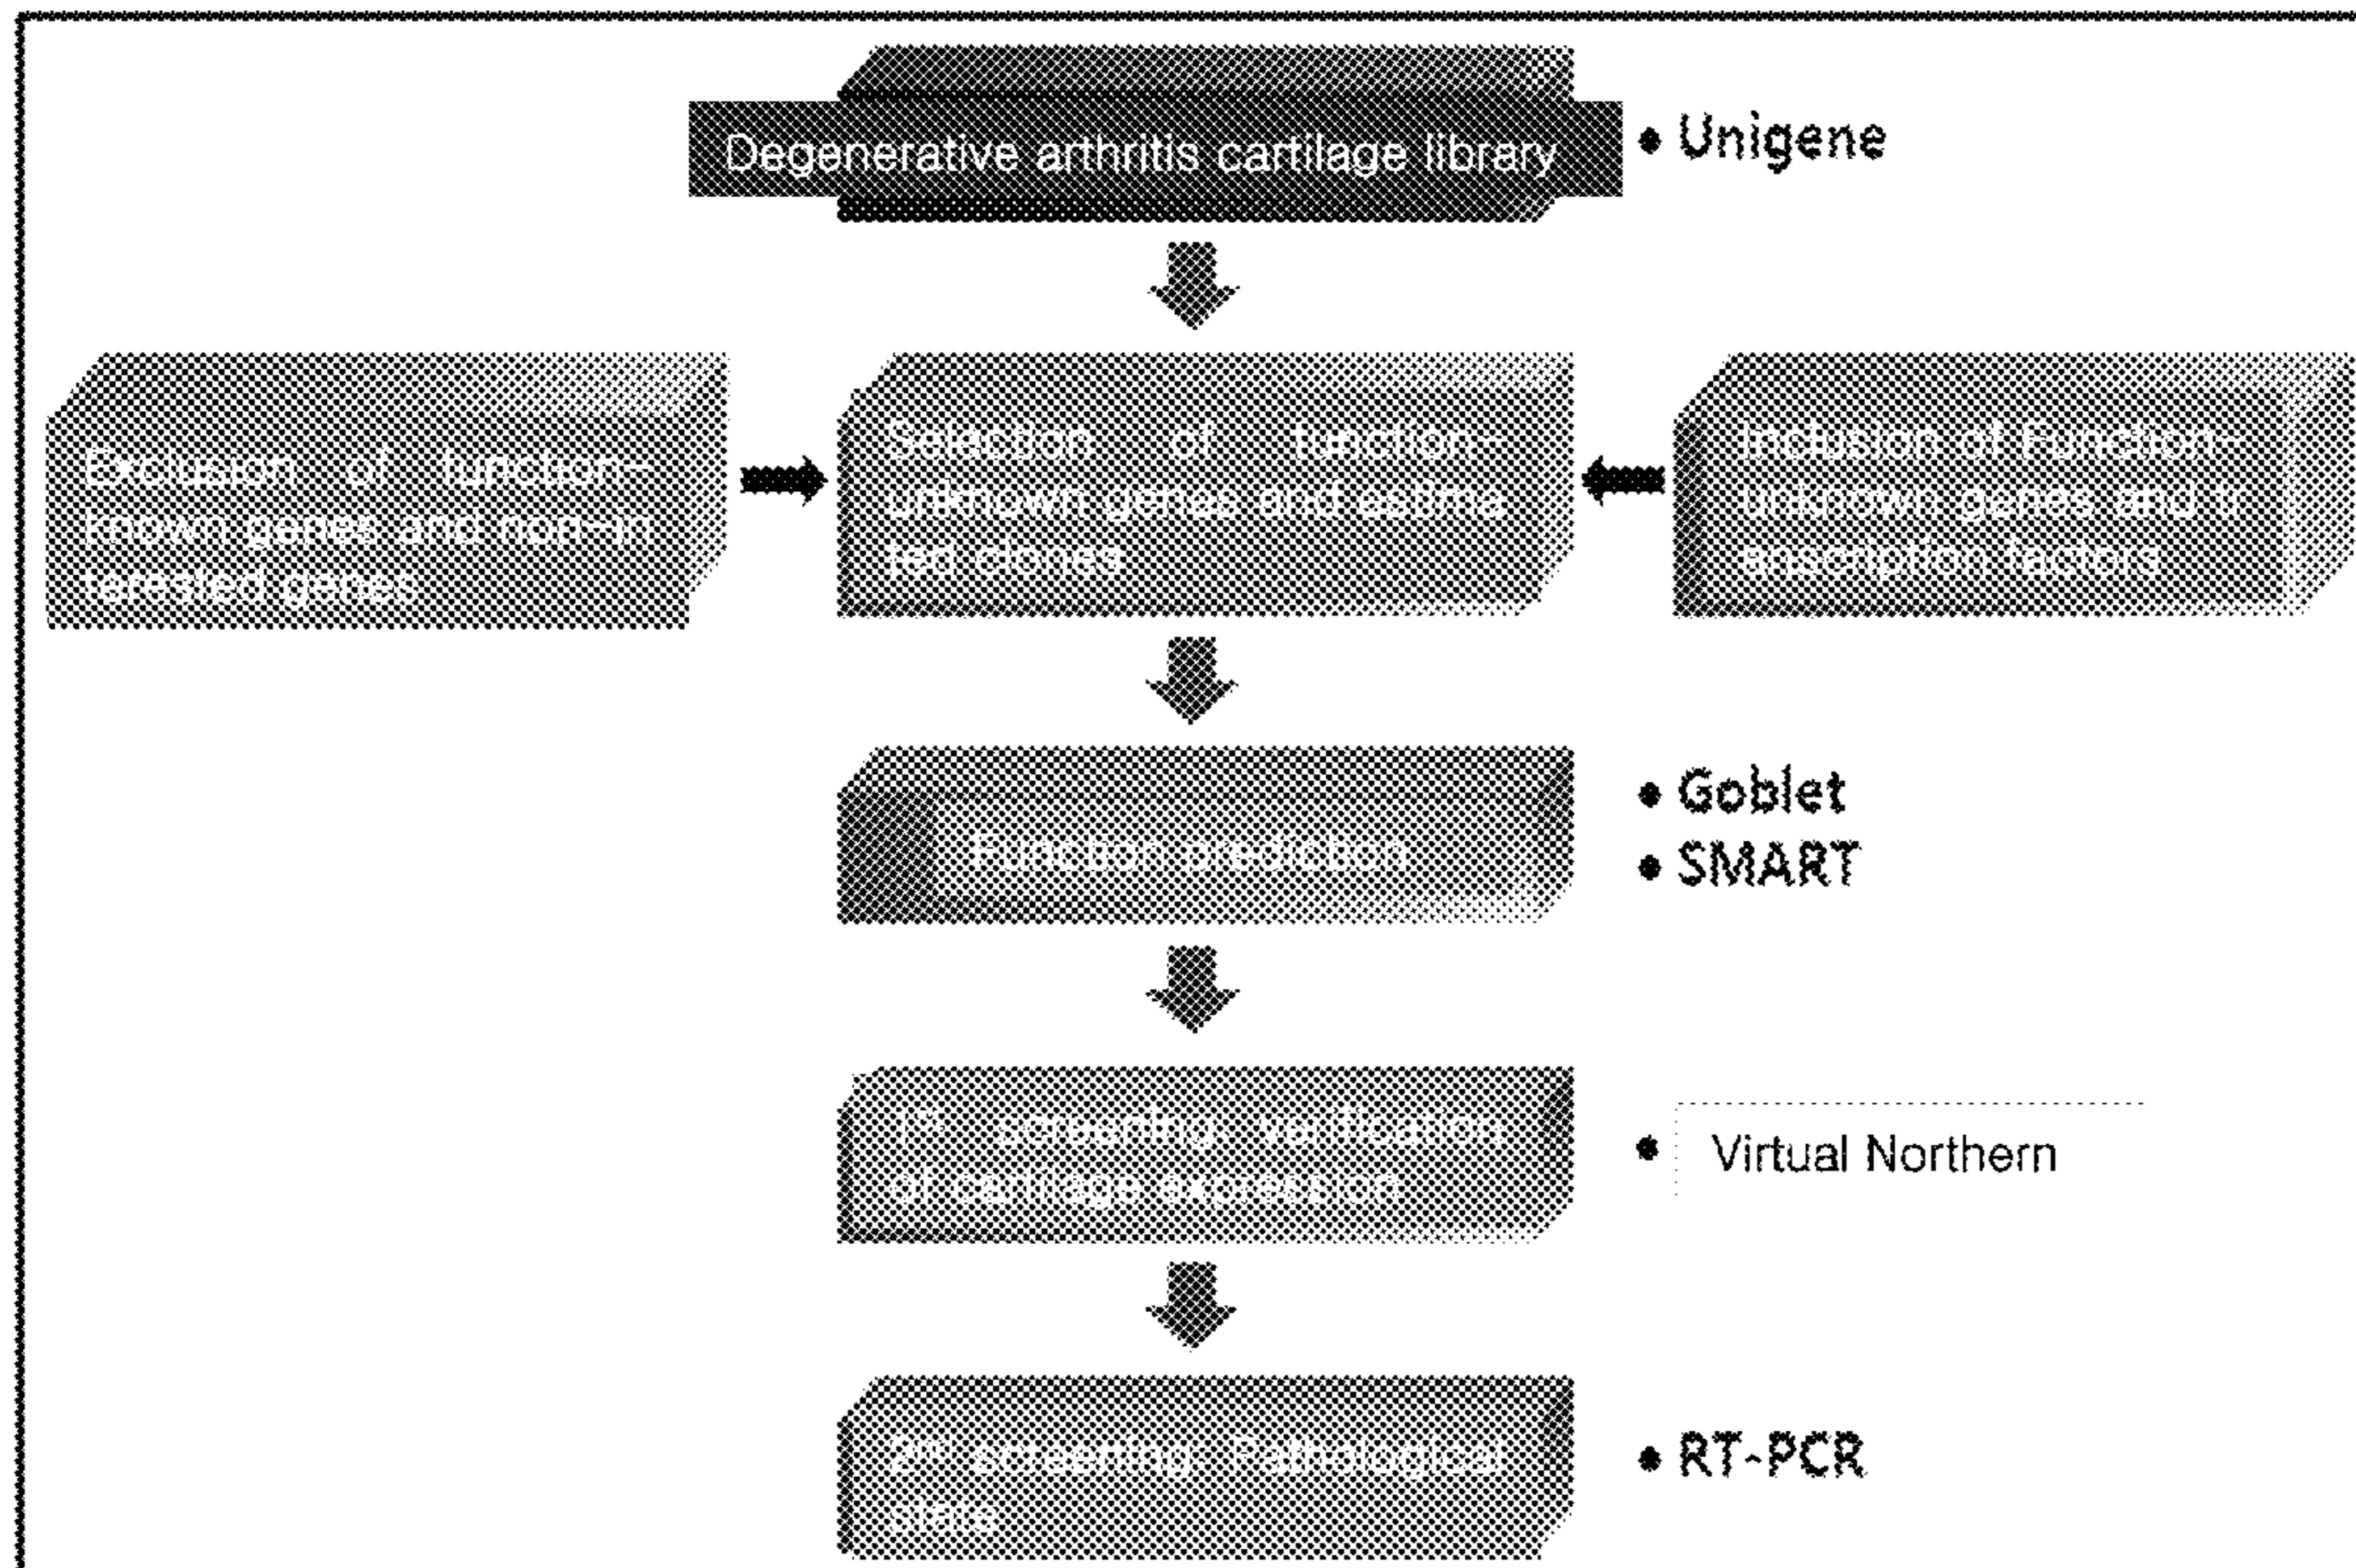 Degenerative arthritis cartilage library
• Unigene
Exclusion of function-
known genes and non-in
terested genes
Selection of function-
unknown genes and estima
ted clones
Inclusion of Function-
unknown genes and tr
anscription factors
Function prediction
• Goblet
• SMART
1st screening: verification
of cartilage expression
• Virtual Northern
2nd screening: Pathological
state
• RT-PCR